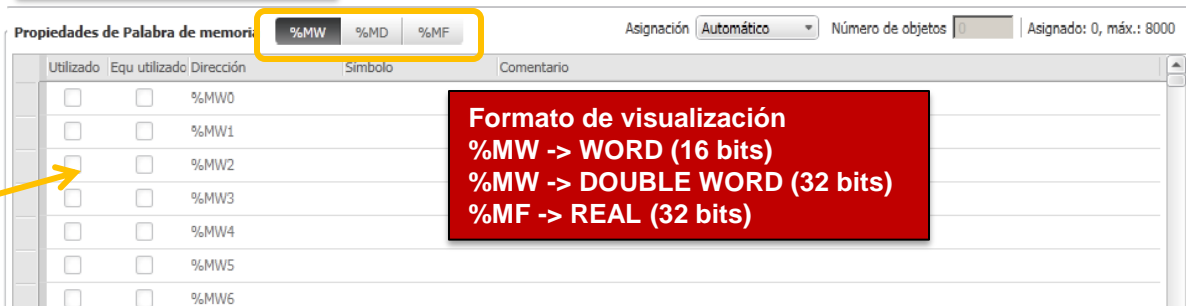 Propiedades de Palabra de memoria %MW %MD %MF Asignación Automático Número de objetos 0 Asignado: 0, máx.: 8000
Utilizado Equ utilizado Dirección Símbolo Comentario
%MW0
%MW1
%MW2
%MW3
%MW4
%MW5
%MW6
Formato de visualización
%MW -> WORD (16 bits)
%MW -> DOUBLE WORD (32 bits)
%MF -> REAL (32 bits)